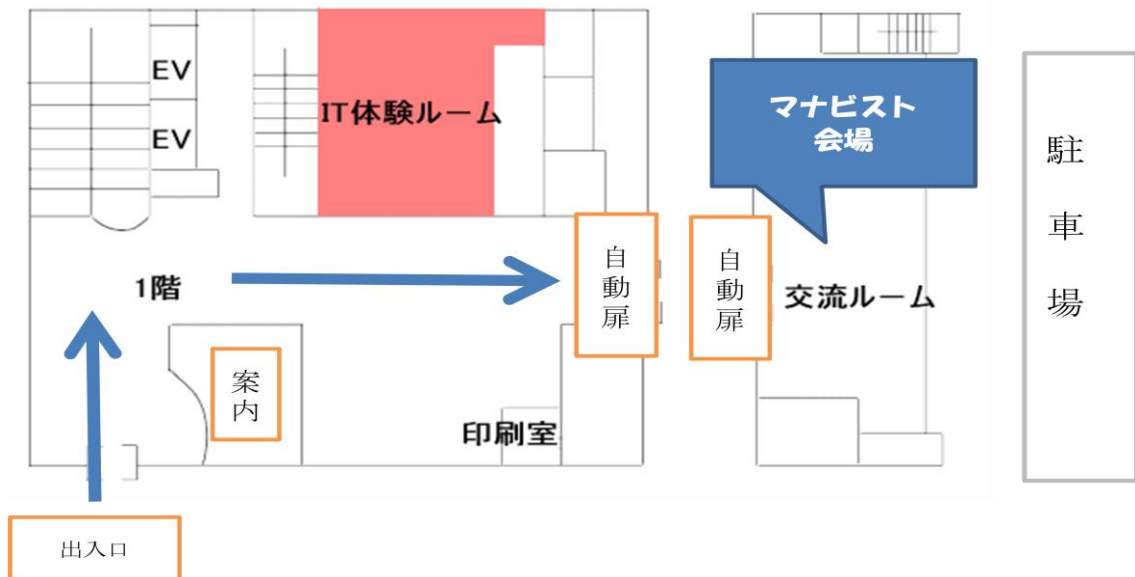 EV
EV
IT体験ルーム
マナビスト
会場
駐車場
自動扉
自動扉
1階
交流ルーム
案内
印刷室
出入口